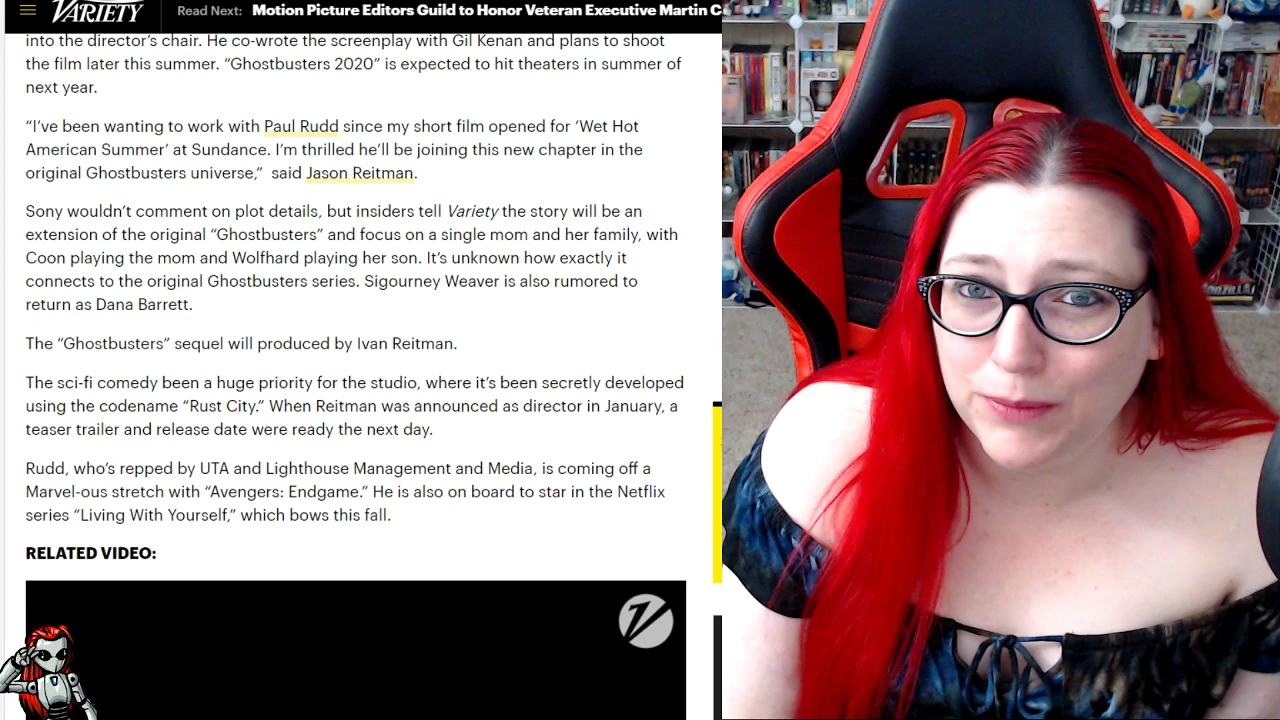 VARIETY
Read Next: Motion Picture Editors Guild to Honor Veteran Executive Martin
into the director’s chair. He co-wrote the screenplay with Gil Kenan and plans to shoot
the film later this summer. “Ghostbusters 2020” is expected to hit theaters in summer of
next year.
“I’ve been wanting to work with Paul Rudd since my short film opened for ‘Wet Hot
American Summer’ at Sundance. I’m thrilled he’ll be joining this new chapter in the
original Ghostbusters universe,” said Jason Reitman.
Sony wouldn’t comment on plot details, but insiders tell Variety the story will be an
extension of the original “Ghostbusters” and focus on a single mom and her family, with
Coon playing the mom and Wolfhard playing her son. It’s unknown how exactly it
connects to the original Ghostbusters series. Sigourney Weaver is also rumored to
return as Dana Barrett.
The “Ghostbusters” sequel will produced by Ivan Reitman.
The sci-fi comedy been a huge priority for the studio, where it’s been secretly developed
using the codename “Rust City.” When Reitman was announced as director in January, a
teaser trailer and release date were ready the next day.
Rudd, who’s repped by UTA and Lighthouse Management and Media, is coming off a
Marvel-ous stretch with “Avengers: Endgame.” He is also on board to star in the Netflix
series “Living With Yourself,” which bows this fall.
RELATED VIDEO: